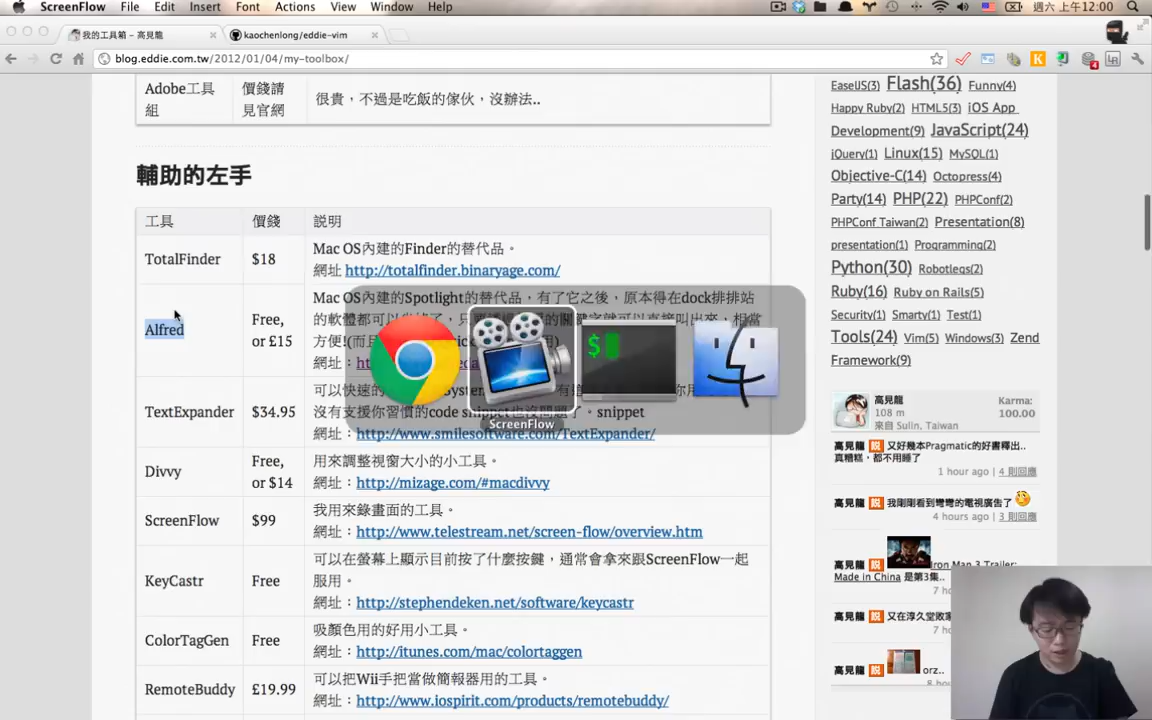 ScreenFlow File Edit Insert Font Actions View Window Help 週六 上午12:00
我的工具箱 – 高見龍
kaochenlong/eddie-vim
blog.eddie.com.tw/2012/01/04/my-toolbox/
Adobe工具組 價錢請見官網 很貴，不過是吃飯的傢伙，沒辦法..
輔助的左手
工具 價錢 説明
TotalFinder $18 Mac OS內建的Finder的替代品。
網址 http://totalfinder.binaryage.com/
Alfred Free, or £15 Mac OS內建的Spotlight的替代品，有了它之後，原本得在dock排排站
TextExpander $34.95
沒有支援你習慣的code snippet也沒問題了。snippet
http://www.smilesoftware.com/TextExpander/
Divvy Free, or $14 用來調整視窗大小的小工具。
網址：http://mizage.com/#macdivvy
ScreenFlow $99 我用來錄畫面的工具。
網址：http://www.telestream.net/screen-flow/overview.htm
KeyCastr Free 可以在螢幕上顯示目前按了什麼按鍵，通常會拿來跟ScreenFlow一起
服用。
網址：http://stephendeken.net/software/keycastr
ColorTagGen Free 吸顏色用的好用小工具。
網址：http://itunes.com/mac/colortaggen
RemoteBuddy £19.99 可以把Wii手把當做簡報器用的工具。
網址：http://www.iospirit.com/products/remotebuddy/
ScreenFlow
$
EaseUS(3) Flash(36) Funny(4)
Happy Ruby(2) HTML5(3) iOS App
Development(9) JavaScript(24)
jQuery(1) Linux(15) MySQL(1)
Objective-C(14) Octopress(4)
Party(14) PHP(22) PHPConf(2)
PHPConf Taiwan(2) Presentation(8)
presentation(1) Programming(2)
Python(30) Robotlegs(2)
Ruby(16) Ruby on Rails(5)
Security(1) Smarty(1) Test(1)
Tools(24) Vim(5) Windows(3) Zend
Framework(9)
高見龍 Karma:
108 m 100.00
來自 Sulin, Taiwan
高見龍 説 又好幾本Pragmatic的好書釋出..
真糟糕，都不用睡了
1 hour ago | 4 則回應
高見龍 説 我剛剛看到彎彎的電視廣告了
4 hours ago | 3 則回應
高見龍 説 Iron Man 3 Trailer:
Made in China 是第3集..
高見龍 説 又在淳久堂敗家
高見龍 説 orz..